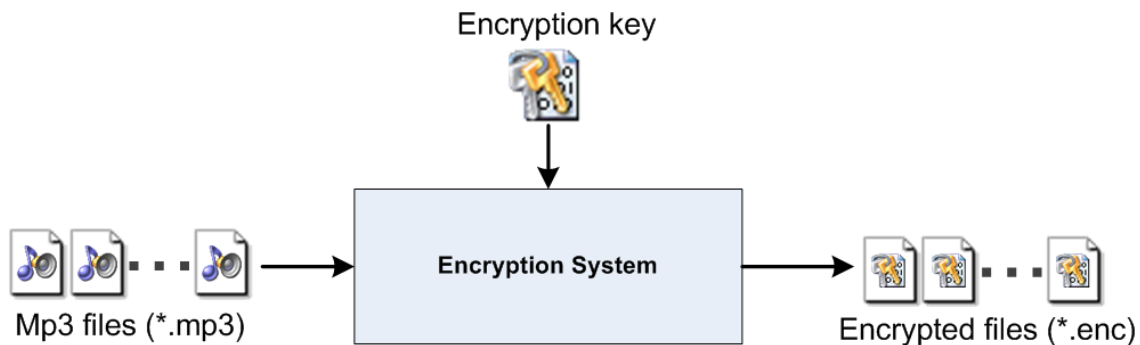 Encryption key
Encryption System
Mp3 files (*.mp3)
Encrypted files (*.enc)